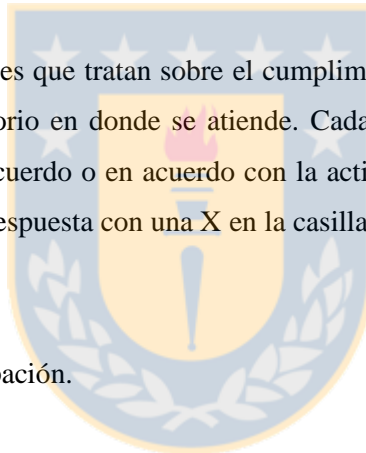 es que tratan sobre el cumplim
orio en donde se atiende. Cada
cuerdo o en acuerdo con la acti
espuesta con una X en la casilla
pación.